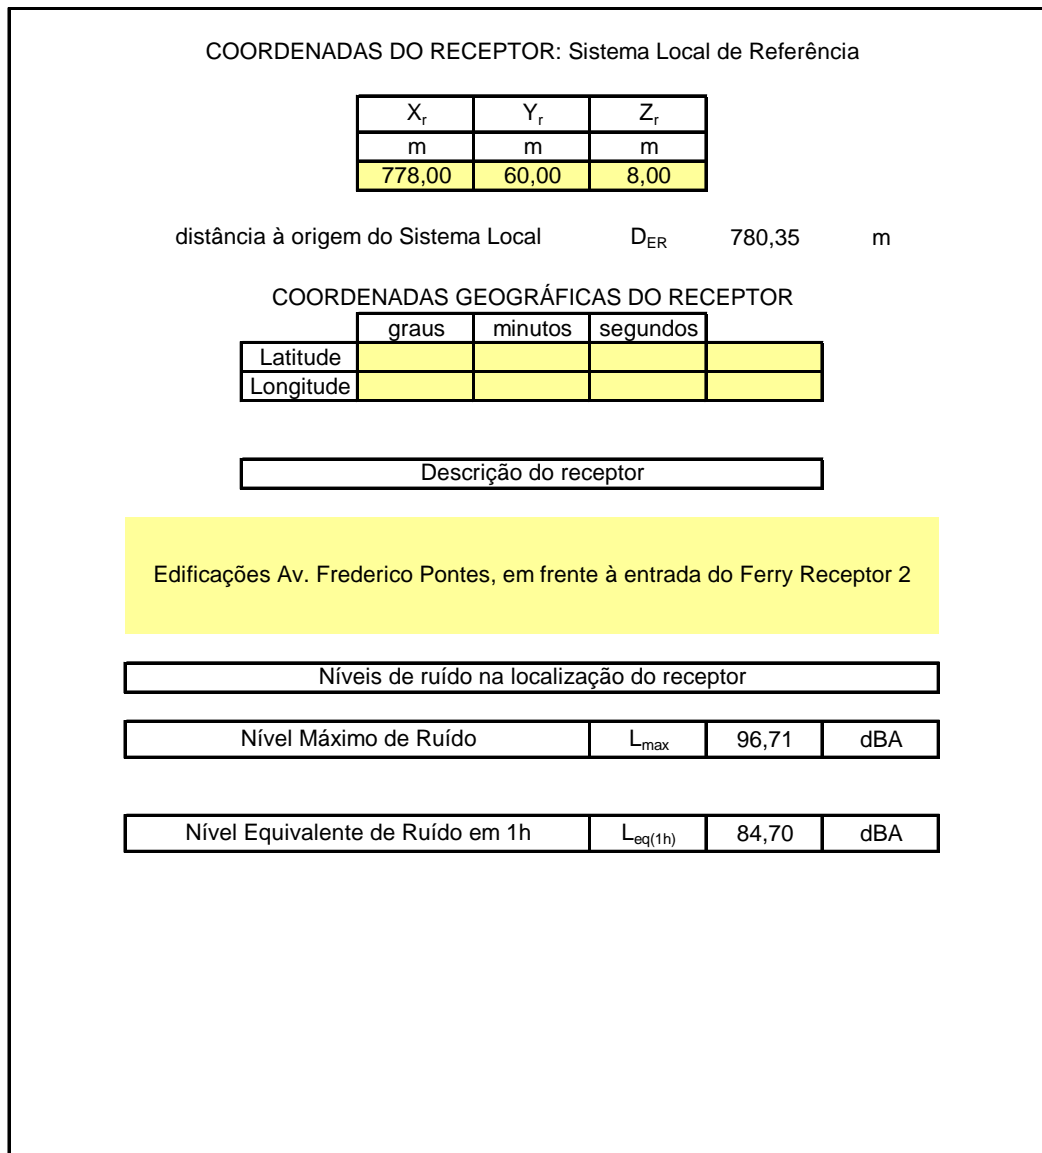 COORDENADAS DO RECEPTOR: Sistema Local de Referência
Xr Yr Zr
m m m
778,00 60,00 8,00
distância à origem do Sistema Local DER 780,35 m
COORDENADAS GEOGRÁFICAS DO RECEPTOR
graus minutos segundos
Latitude
Longitude
Descrição do receptor
Edificações Av. Frederico Pontes, em frente à entrada do Ferry Receptor 2
Níveis de ruído na localização do receptor
Nível Máximo de Ruído Lmax 96,71 dBA
Nível Equivalente de Ruído em 1h Leq(1h) 84,70 dBA